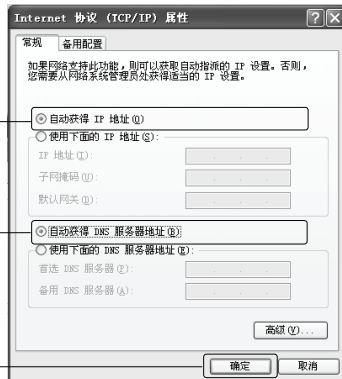 Internet 协议 (TCP/IP) 属性
常规 备用配置
如果网络支持此功能，则可以获取自动指派的 IP 设置。否则，
您需要从网络系统管理员处获得适当的 IP 设置。
自动获得 IP 地址(O)
使用下面的 IP 地址(S):
IP 地址(I):
子网掩码(U):
默认网关(D):
自动获得 DNS 服务器地址(B)
使用下面的 DNS 服务器地址(E):
首选 DNS 服务器(P):
备用 DNS 服务器(A):
高级(V)...
确定 取消